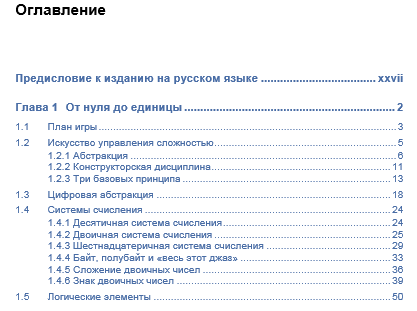 Оглавление
Предисловие к изданию на русском языке ................................... xxvii
Глава 1 От нуля до единицы ................................................................. 2
1.1 План игры ................................................................................................ 3
1.2 Искусство управления сложностью ......................................................... 5
1.2.1 Абстракция ....................................................................................... 6
1.2.2 Конструкторская дисциплина ........................................................... 11
1.2.3 Три базовых принципа ..................................................................... 13
1.3 Цифровая абстракция ............................................................................. 18
1.4 Системы счисления ................................................................................. 24
1.4.1 Десятичная система счисления ........................................................ 24
1.4.2 Двоичная система счисления ........................................................... 25
1.4.3 Шестнадцатеричная система счисления .......................................... 29
1.4.4 Байт, полубайт и «весь этот джаз» ................................................... 33
1.4.5 Сложение двоичных чисел ............................................................... 36
1.4.6 Знак двоичных чисел ....................................................................... 39
1.5 Логические элементы .............................................................................. 50